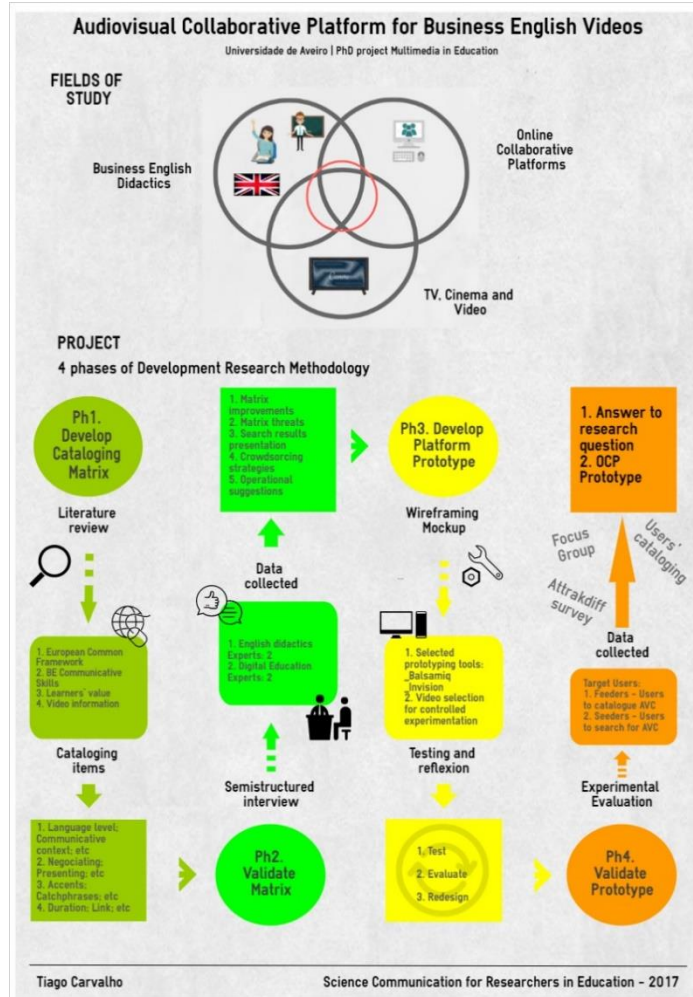 Audiovisual Collaborative Platform for Business English Videos
Universidade de Aveiro | PhD project Multimedia in Education
FIELDS OF
STUDY
Business English
Didactics
Online
Collaborative
Platforms
TV, Cinema and
Video
PROJECT
4 phases of Development Research Methodology
Ph1.
Develop
Cataloging
Matrix
Literature
review
1. European Common
Framework
2. BE Communicative
Skills
3. Learners' value
4. Video information
Cataloging
items
1. Language level;
Communicative
context; etc
2. Negociating;
Presenting; etc
3. Accents;
Catchphrases; etc
4. Duration; Link; etc
Ph2.
Validate
Matrix
Semistructured
interview
1. English didactics
Experts: 2
2. Digital Education
Experts: 2
Data
collected
1. Matrix
improvements
2. Matrix threats
3. Search results
presentation
4. Crowdsorcing
strategies
5. Operational
suggestions
Ph3. Develop
Platform
Prototype
Wireframing
Mockup
1. Selected
prototyping tools:
_Balsamiq
_Invision
2. Video selection
for controlled
experimentation
Testing and
reflexion
1. Test
2. Evaluate
3. Redesign
Ph4.
Validate
Prototype
Experimental
Evaluation
Target Users:
1. Feeders - Users
to catalogue AVC
2. Seeders - Users
to search for AVC
Data
collected
Attrakdiff
survey
Focus
Group
Users'
cataloging
1. Answer to
research
question
2. OCP
Prototype
Tiago Carvalho
Science Communication for Researchers in Education - 2017